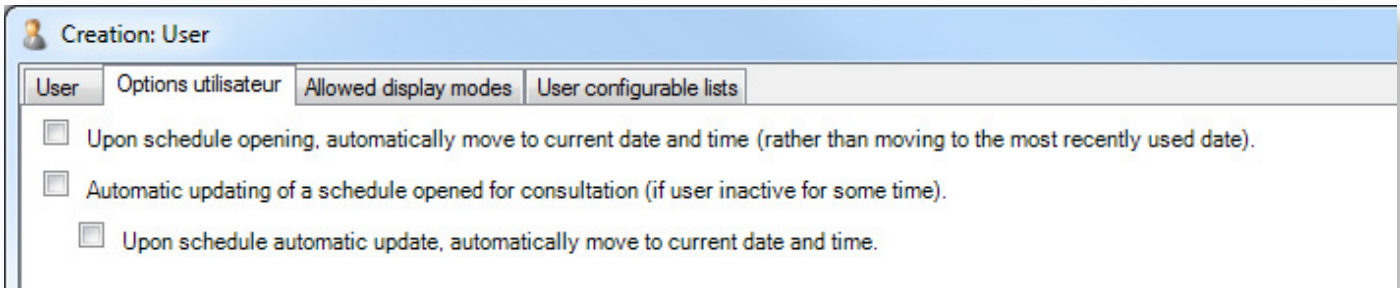 Creation: User
User Options utilisateur Allowed display modes User configurable lists
Upon schedule opening, automatically move to current date and time (rather than moving to the most recently used date).
Automatic updating of a schedule opened for consultation (if user inactive for some time).
Upon schedule automatic update, automatically move to current date and time.